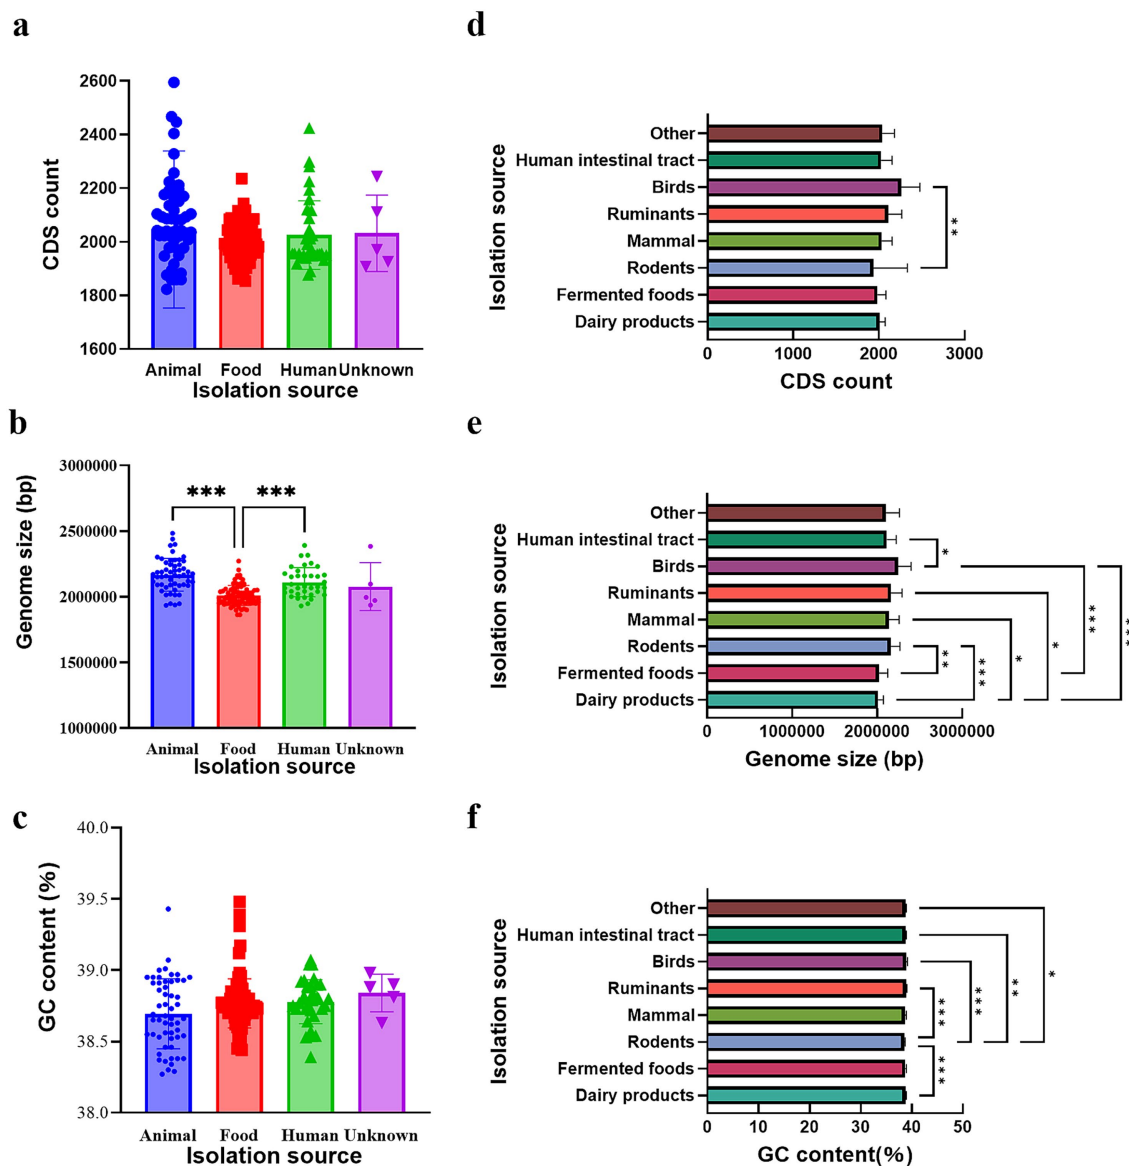 a
2600
2400
2200
2000
1800
1600
CDS count
Animal Food Human Unknown
Isolation source
b
3000000
2500000
2000000
1500000
1000000
Genome size (bp)
*** ***
Animal Food Human Unknown
Isolation source
c
40.0
39.5
39.0
38.5
38.0
GC content (%)
Animal Food Human Unknown
Isolation source
d
Isolation source
Other
Human intestinal tract
Birds
Ruminants
Mammal
Rodents
Fermented foods
Dairy products
**
0 1000 2000 3000
CDS count
e
Isolation source
Other
Human intestinal tract
Birds
Ruminants
Mammal
Rodents
Fermented foods
Dairy products
** *** * * * *** ***
0 1000000 2000000 3000000
Genome size (bp)
f
Isolation source
Other
Human intestinal tract
Birds
Ruminants
Mammal
Rodents
Fermented foods
Dairy products
*** *** *** ** *
0 10 20 30 40 50
GC content(%)